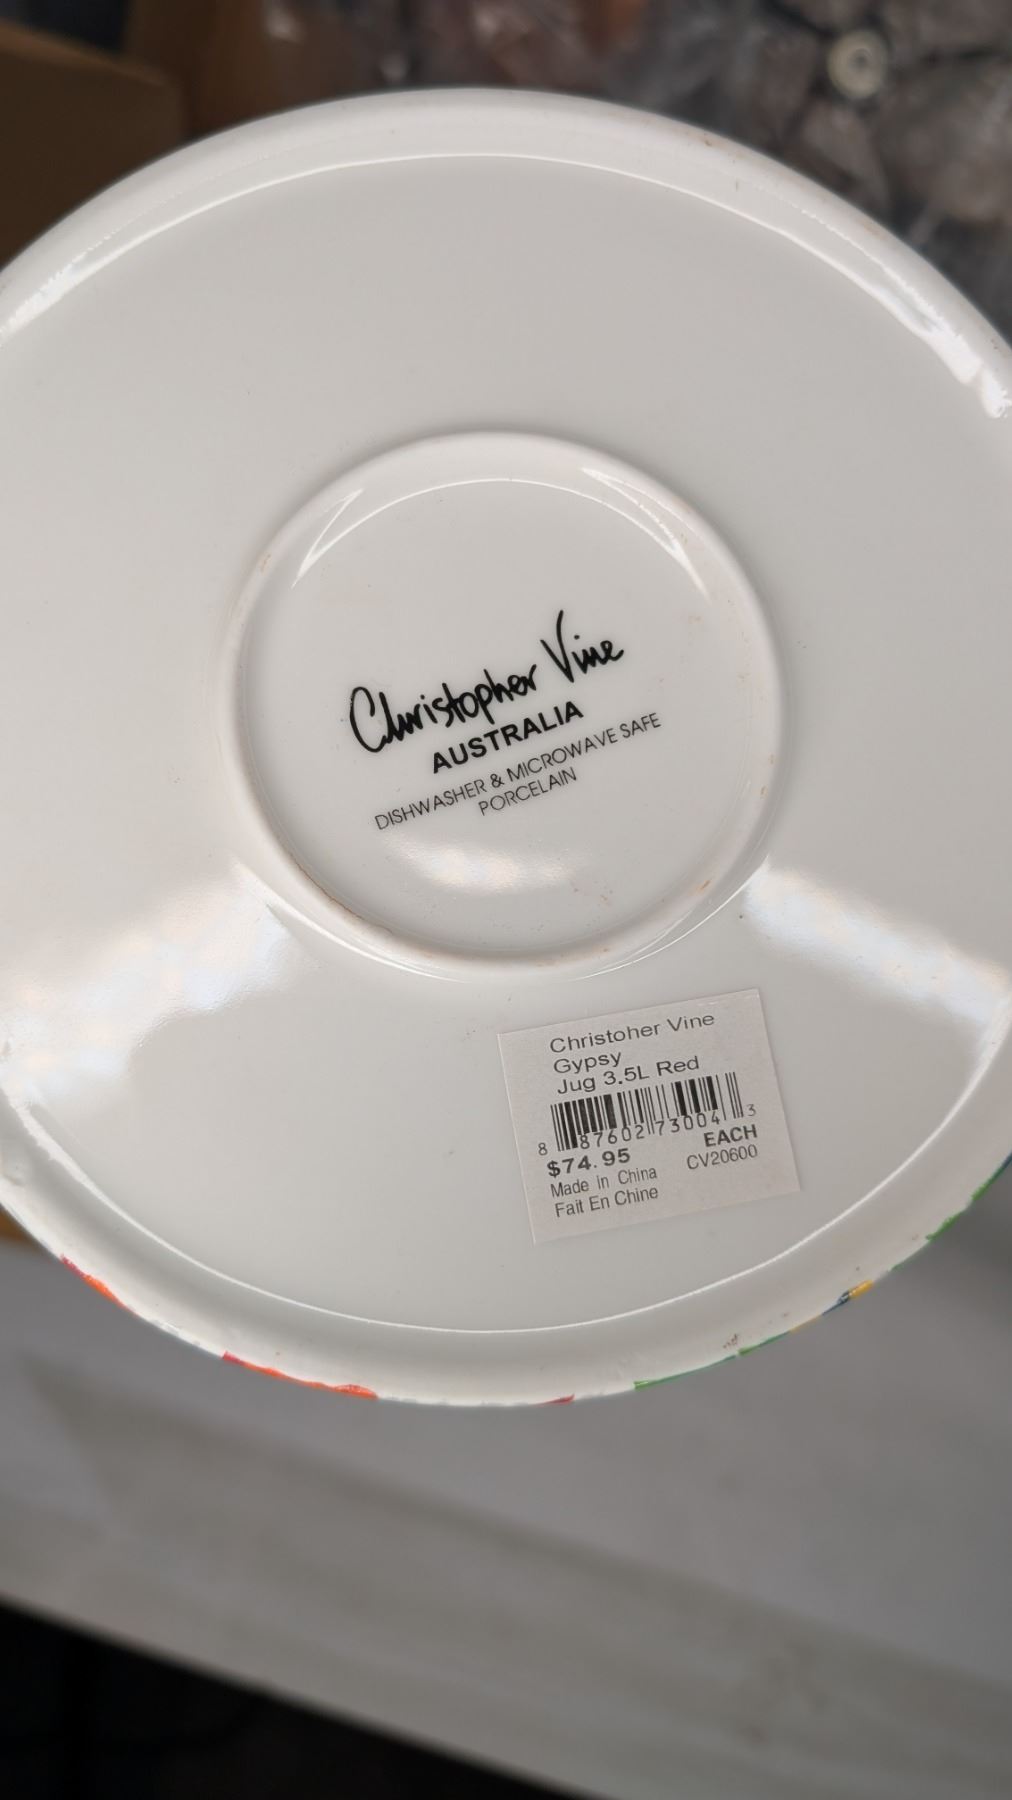 Christopher Vine
AUSTRALIA
DISHWASHER & MICROWAVE SAFE
PORCELAIN
Christoher Vine
Gypsy
Jug 3.5L Red
8 87602 73004 3
$74.95 EACH
Made in China CV20600
Fait En Chine